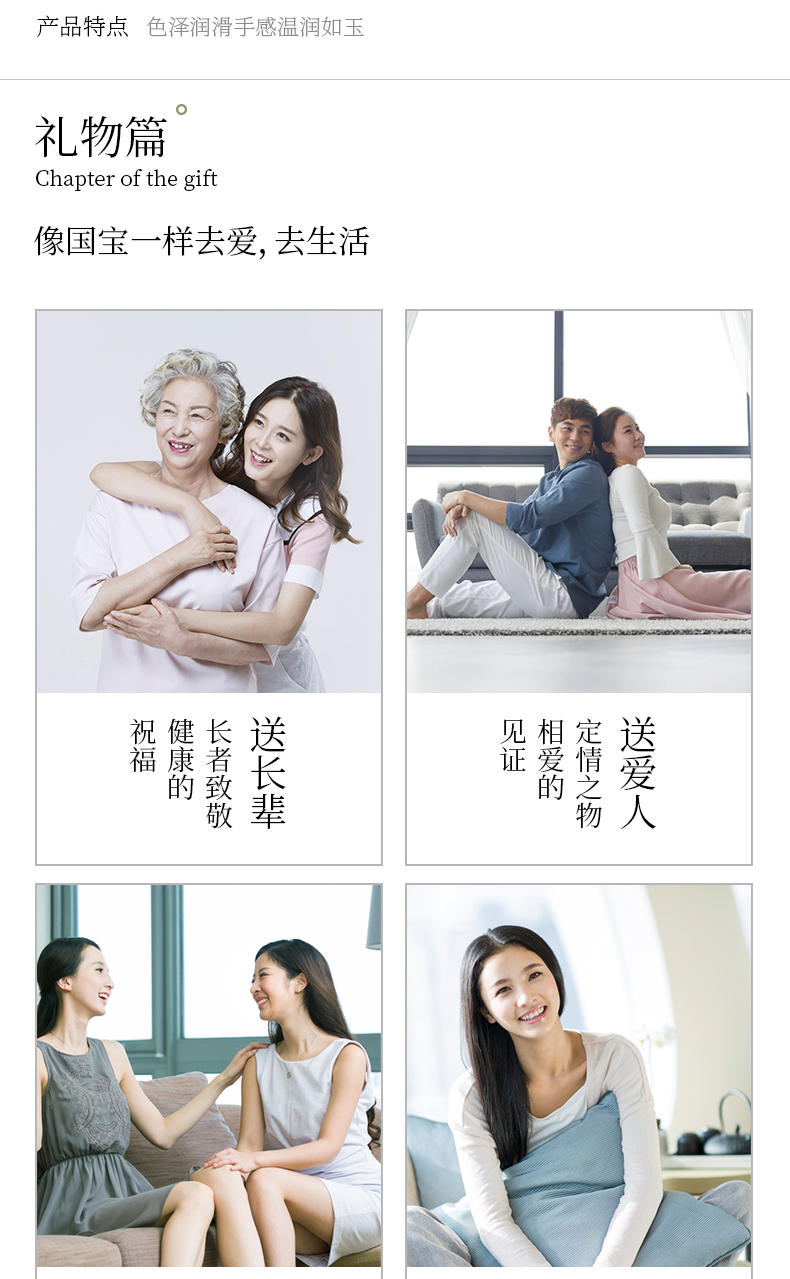 产品特点 色泽润滑手感温润如玉
礼物篇
Chapter of the gift
像国宝一样去爱, 去生活
送长辈
长者致敬
健康的
祝福
送爱人
定情之物
相爱的
见证